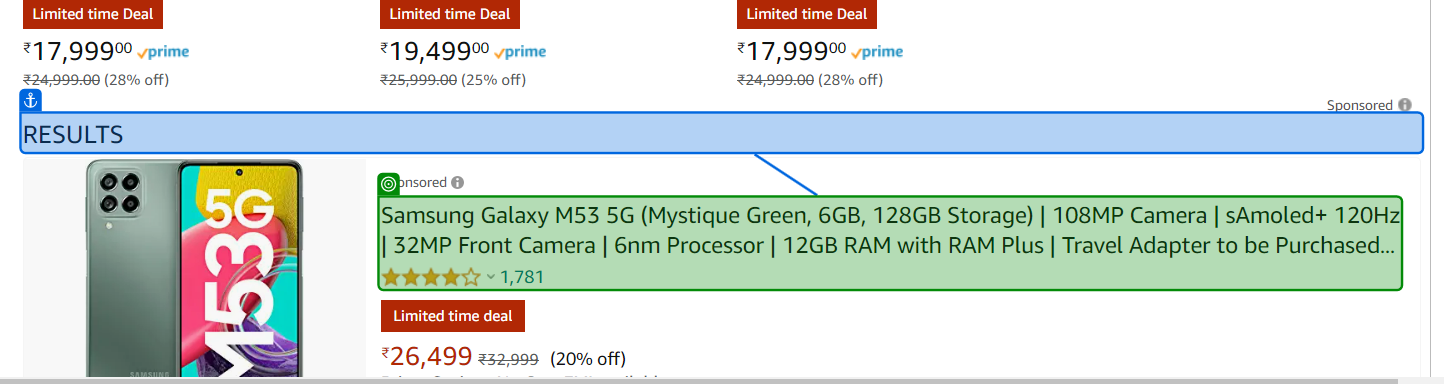 Limited time Deal Limited time Deal Limited time Deal
₹17,99900 prime ₹19,49900 prime ₹17,99900 prime
₹24,999.00 (28% off) ₹25,999.00 (25% off) ₹24,999.00 (28% off)
Sponsored
RESULTS
onsored
Samsung Galaxy M53 5G (Mystique Green, 6GB, 128GB Storage) | 108MP Camera | sAmoled+ 120Hz
| 32MP Front Camera | 6nm Processor | 12GB RAM with RAM Plus | Travel Adapter to be Purchased...
1,781
Limited time deal
₹26,499 ₹32,999 (20% off)
5G
M53
SAMSUNG